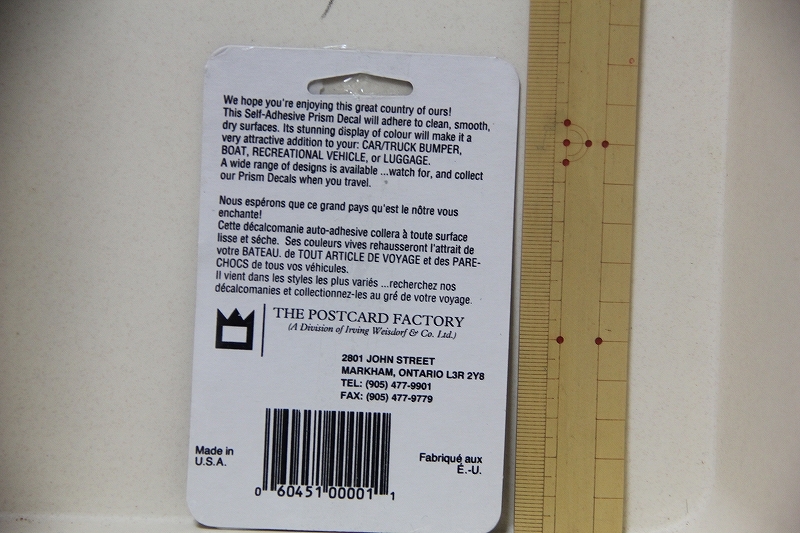 We hope you're enjoying this great country of ours!
This Self-Adhesive Prism Decal will adhere to clean, smooth,
dry surfaces. Its stunning display of colour will make it a
very attractive addition to your: CAR/TRUCK BUMPER,
BOAT, RECREATIONAL VEHICLE, or LUGGAGE.
A wide range of designs is available ...watch for, and collect
our Prism Decals when you travel.
Nous espérons que ce grand pays qu'est le nôtre vous
enchante!
Cette décalcomanie auto-adhesive collera à toute surface
lisse et séche. Ses couleurs vives rehausseront l'attrait de
votre BATEAU. de TOUT ARTICLE DE VOYAGE et des PARE-
CHOCS de tous vos véhicules.
Il vient dans les styles les plus variés ...recherchez nos
décalcomanies et collectionnez-les au gré de votre voyage.
THE POSTCARD FACTORY
(A Division of Irving Weisdorf & Co. Ltd.)
2801 JOHN STREET
MARKHAM, ONTARIO L3R 2Y8
TEL: (905) 477-9901
FAX: (905) 477-9779
Made in
U.S.A.
Fabriqué aux
É.-U.
0 60451 00001 1